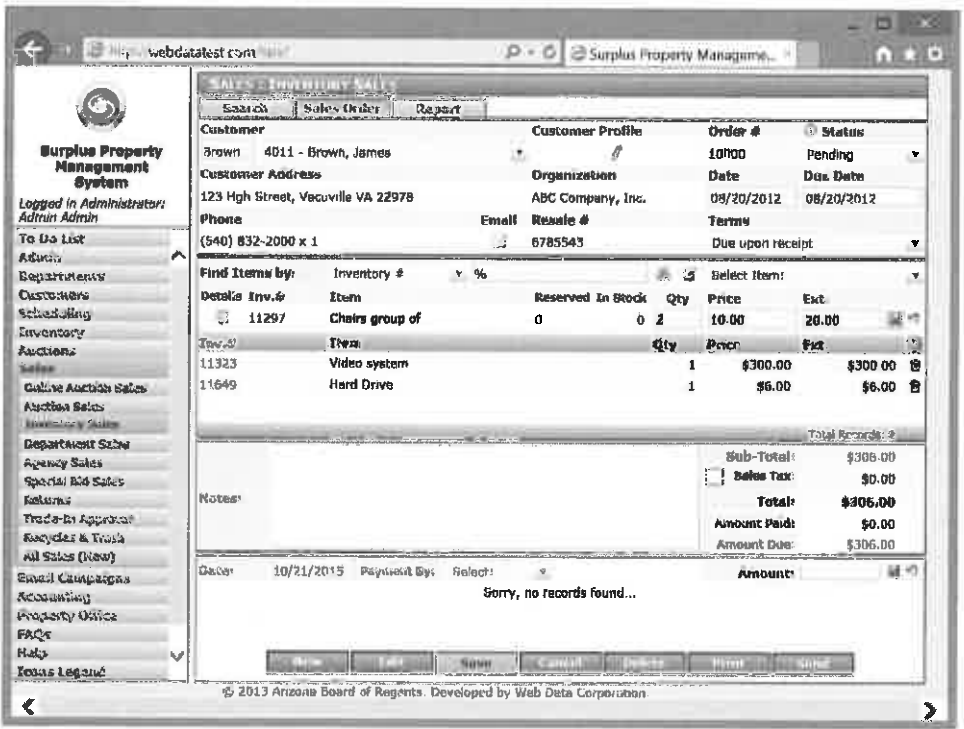 webdatatest.com
Surplus Property Manageme...
SALES - INVENTORY SALES
Search Sales Order Report
Surplus Property
Management
System
Logged in Administrator:
Admin Admin
To Do List
Admin
Departments
Customers
Scheduling
Inventory
Auctions
Sales
Online Auction Sales
Auction Sales
Inventory Sales
Department Sales
Agency Sales
Special Bid Sales
Returns
Trade-In Approval
Recycles & Trash
All Sales (New)
Email Campaigns
Accounting
Property Office
FAQs
Help
Icons Legend
Customer Customer Profile Order # Status
Brown 4011 - Brown, James Pending
Customer Address Organization Date Due Date
123 Hgh Street, Vacuville VA 22978 ABC Company, Inc. 08/20/2012 08/20/2012
Phone Email Resale # Terms
(540) 832-2000 x 1 6785543 Due upon receipt
Find Items by: Inventory # % Select Item:
Details Inv.# Item Reserved In Stock Qty Price Ext.
11297 Chairs group of 0 0 2 10.00 20.00
Inv.# Item Qty Price Ext
11323 Video system 1 $300.00 $300.00
11649 Hard Drive 1 $6.00 $6.00
Total Records: 2
Sub-Total: $306.00
Sales Tax: $0.00
Notes: Total: $306.00
Amount Paid: $0.00
Amount Due: $306.00
Date: 10/21/2015 Payment By: Select: Amount:
Sorry, no records found...
New Edit Save Cancel Delete Print Send
© 2013 Arizona Board of Regents. Developed by Web Data Corporation